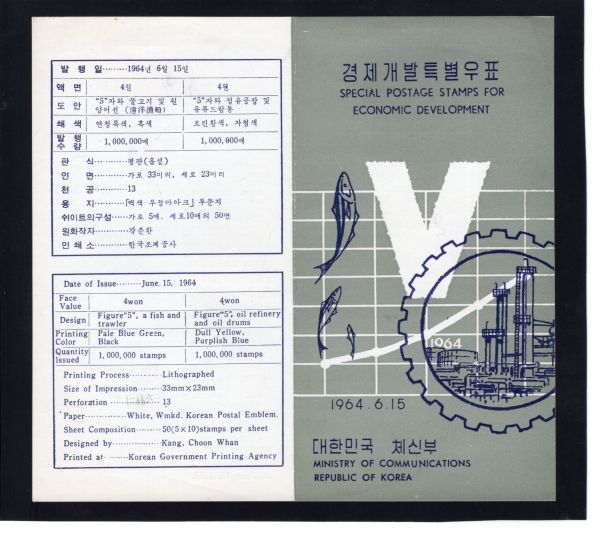 발 행 일………1964년 6월 15일
액 면 4원 4원
도 안 "5"자와 물고기 및 원양어선 (遠洋漁船) "5"자와 정유공장 및 유류드람통
쇄 색 연청록색, 흑색 흐린황색, 자청색
발 행 수 량 1,000,000매 1,000,000매
판 식………평판(옵셑)
인 면………가로 33미리, 세로 23미리
천 공………13
용 지………「백색 우정마아크」투문지
쉬이트의구성……가로 5매, 세로10매의 50면
원화작자………강춘환
인 쇄 소………한국조폐공사
Date of Issue………June. 15, 1964
Face Value 4won 4won
Design Figure"5", a fish and trawler Figure"5", oil refinery and oil drums
Printing Color Pale Blue Green, Black Dull Yellow, Purplish Blue
Quantity Issued 1,000,000 stamps 1,000,000 stamps
Printing Process………Lithographed
Size of Impression………33mm×23mm
Perforation………13
Paper………White, Wmkd. Korean Postal Emblem.
Sheet Composition………50(5×10)stamps per sheet
Designed by………Kang, Choon Whan
Printed at………Korean Government Printing Agency
경제개발특별우표
SPECIAL POSTAGE STAMPS FOR
ECONOMIC DEVELOPMENT
V
1964
1964.6.15
대한민국 체신부
MINISTRY OF COMMUNICATIONS
REPUBLIC OF KOREA